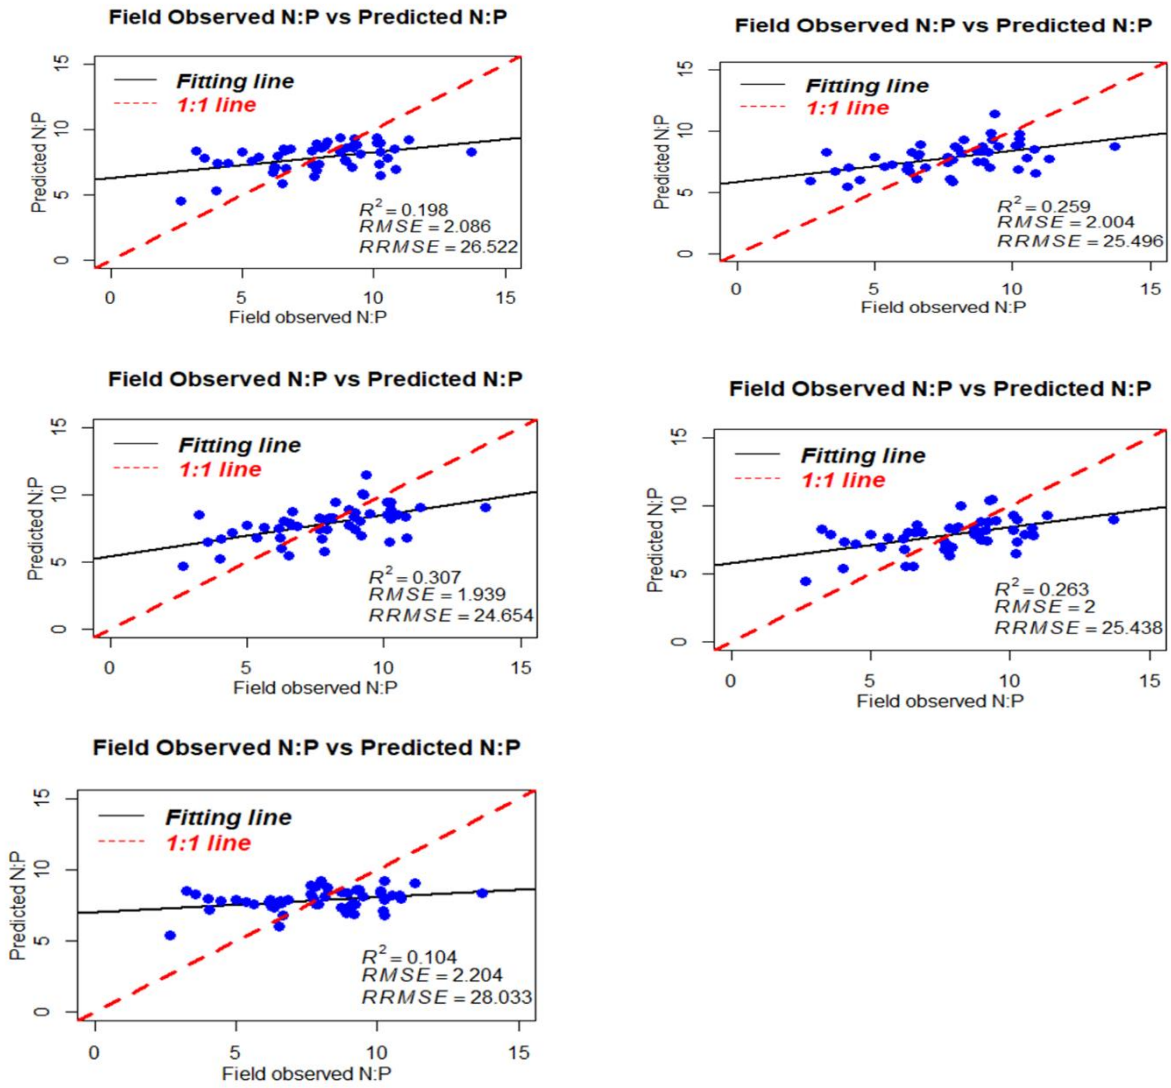 Field Observed N:P vs Predicted N:P
Predicted N:P
15
10
5
0
Fitting line
1:1 line
R² = 0.198
RMSE = 2.086
RRMSE = 26.522
0 5 10 15
Field observed N:P
Field Observed N:P vs Predicted N:P
Predicted N:P
15
10
5
0
Fitting line
1:1 line
R² = 0.259
RMSE = 2.004
RRMSE = 25.496
0 5 10 15
Field observed N:P
Field Observed N:P vs Predicted N:P
Predicted N:P
15
10
5
0
Fitting line
1:1 line
R² = 0.307
RMSE = 1.939
RRMSE = 24.654
0 5 10 15
Field observed N:P
Field Observed N:P vs Predicted N:P
Predicted N:P
15
10
5
0
Fitting line
1:1 line
R² = 0.263
RMSE = 2
RRMSE = 25.438
0 5 10 15
Field observed N:P
Field Observed N:P vs Predicted N:P
Predicted N:P
15
10
5
0
Fitting line
1:1 line
R² = 0.104
RMSE = 2.204
RRMSE = 28.033
0 5 10 15
Field observed N:P